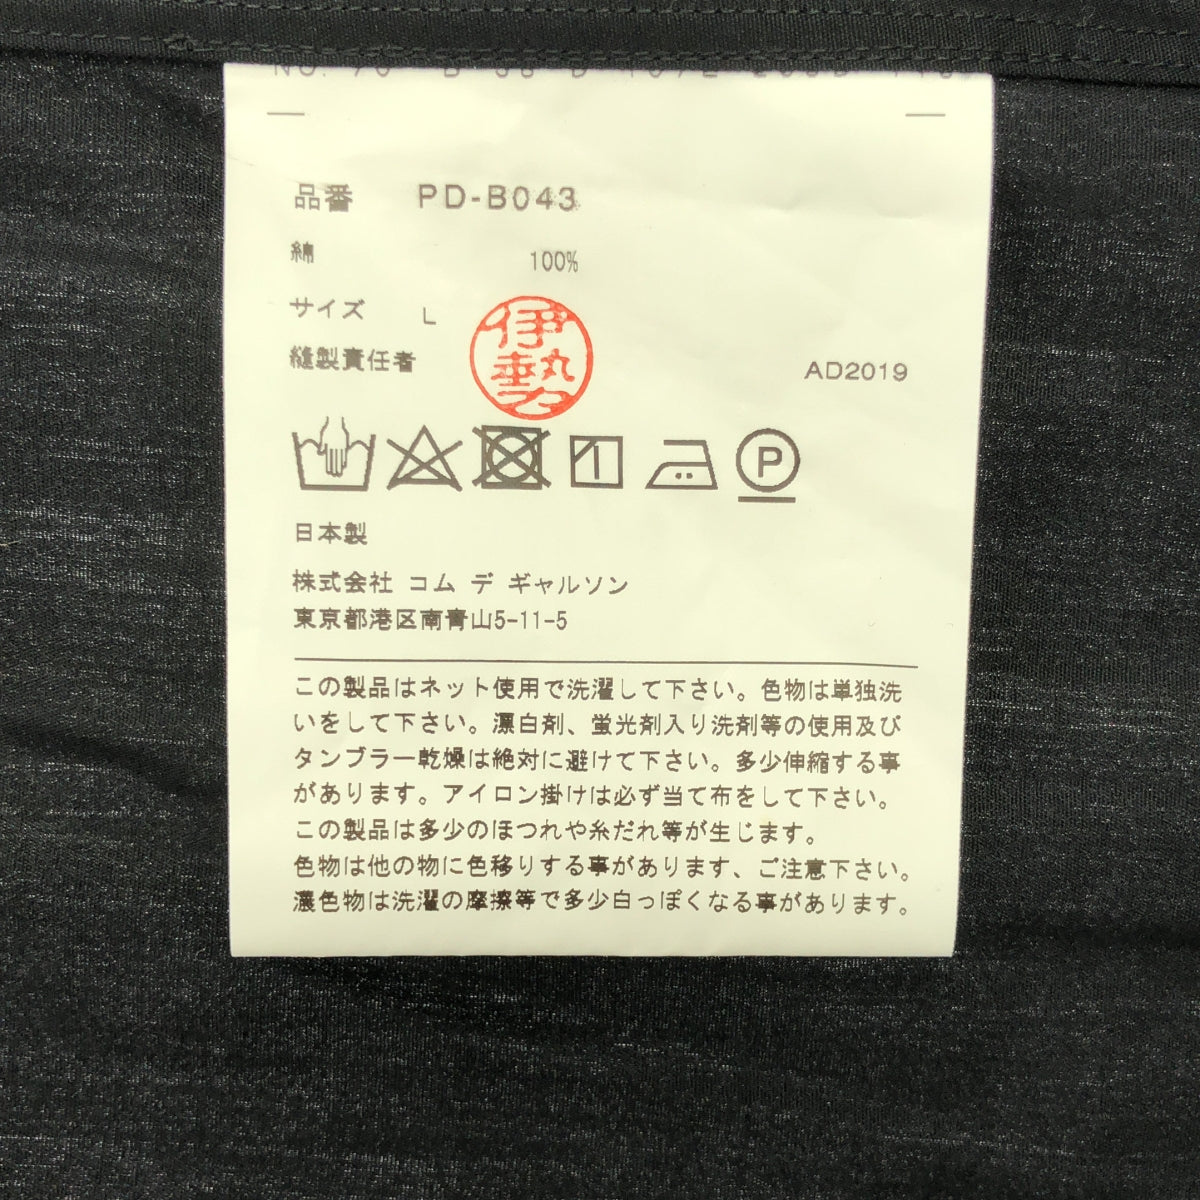 品番 PD-B043
綿 100%
サイズ L
縫製責任者 伊勢 AD2019
P
日本製
株式会社 コム デ ギャルソン
東京都港区南青山5-11-5
この製品はネット使用で洗濯して下さい。色物は単独洗
いをして下さい。漂白剤、蛍光剤入り洗剤等の使用及び
タンブラー乾燥は絶対に避けて下さい。多少伸縮する事
があります。アイロン掛けは必ず当て布をして下さい。
この製品は多少のほつれや糸だれ等が生じます。
色物は他の物に色移りする事があります、ご注意下さい。
濃色物は洗濯の摩擦等で多少白っぽくなる事があります。